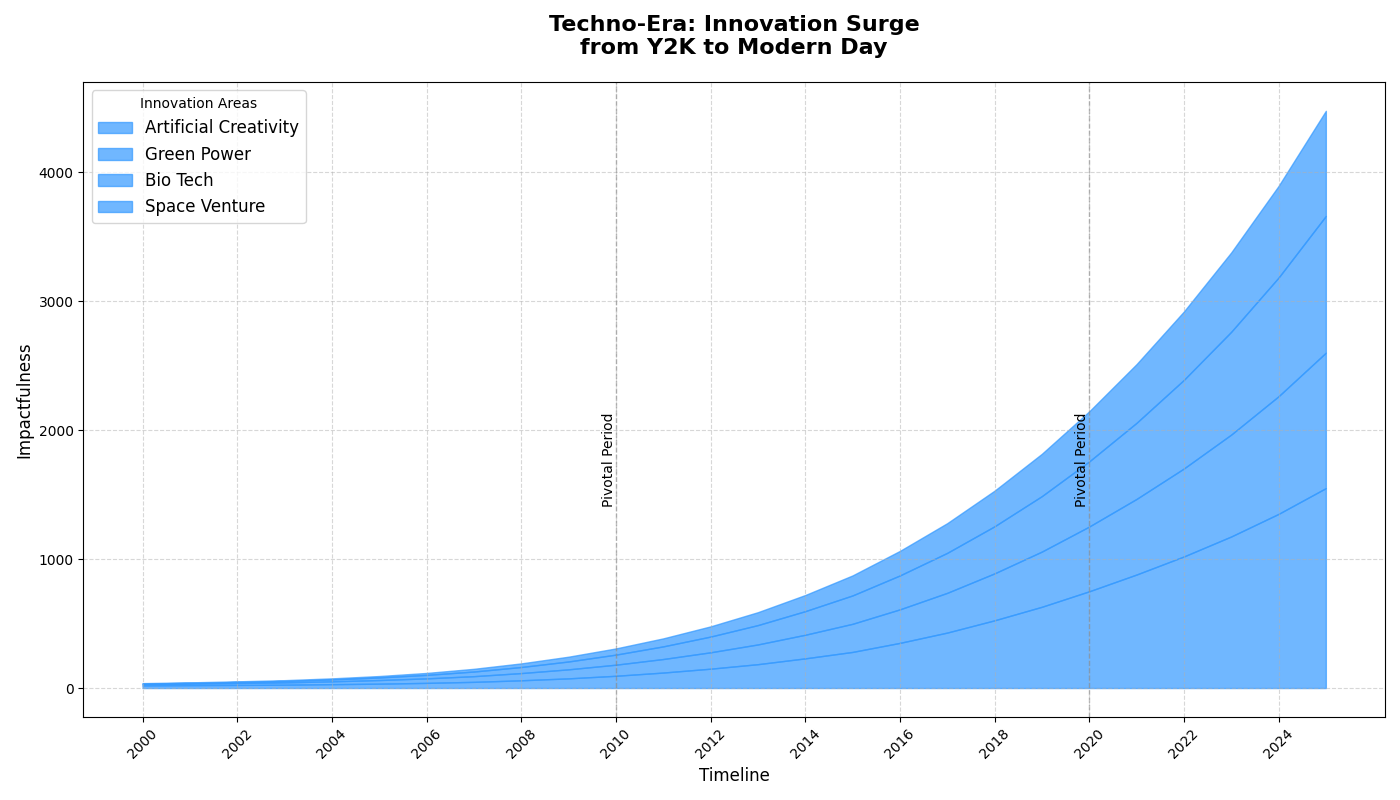 Techno-Era: Innovation Surge
from Y2K to Modern Day
Innovation Areas
Artificial Creativity
Green Power
Bio Tech
Space Venture
Impactfulness
4000
3000
2000
1000
0
Pivotal Period
Pivotal Period
2000
2002
2004
2006
2008
2010
2012
2014
2016
2018
2020
2022
2024
Timeline